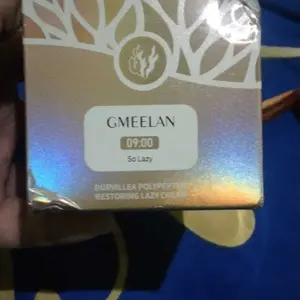 GMEELAN
09:00
So Lazy
DURVILLEA POLYPEPTIDE
RESTORING LAZY CREAM